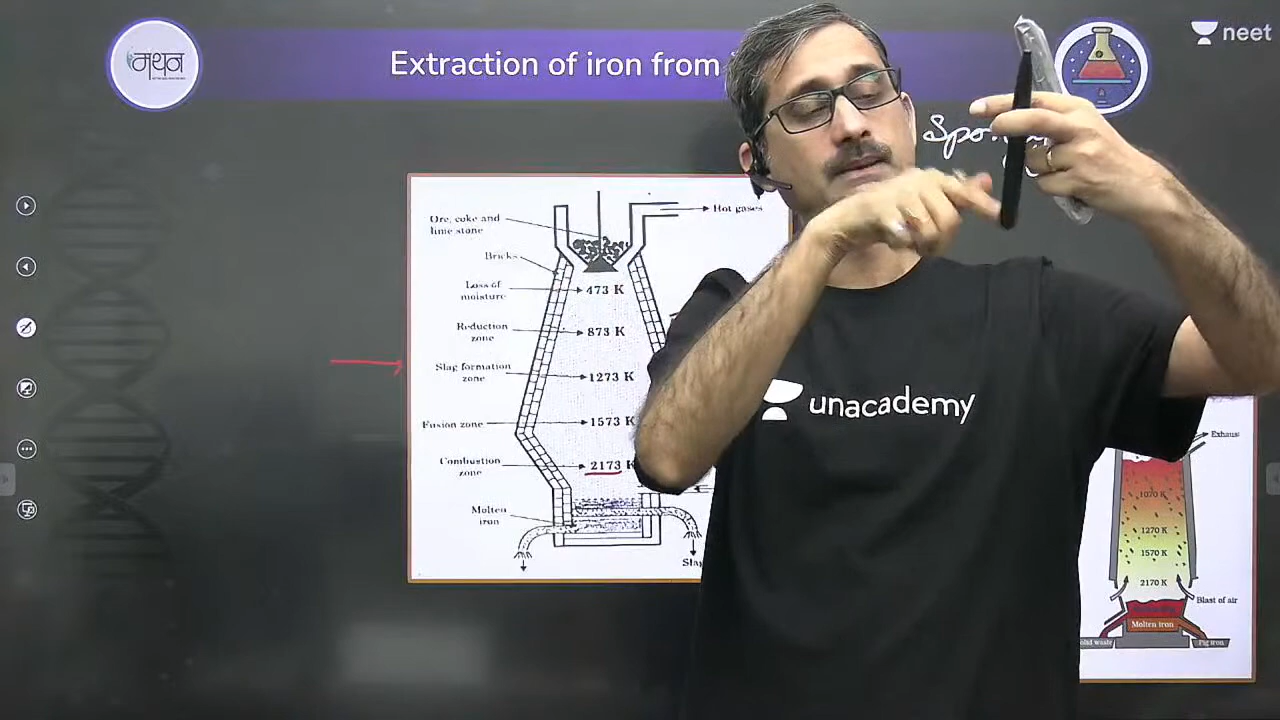 मंथन
Extraction of iron from
neet
Ore, coke and
lime stone
Hot gases
Bricks
Loss of
moisture
473 K
Reduction
zone
873 K
Slag formation
zone
1273 K
Fusion zone
1573 K
Combustion
zone
2173 K
Molten
iron
unacademy
Exhaust
1070 K
1270 K
1570 K
2170 K
Blast of air
Molten iron
Pig iron